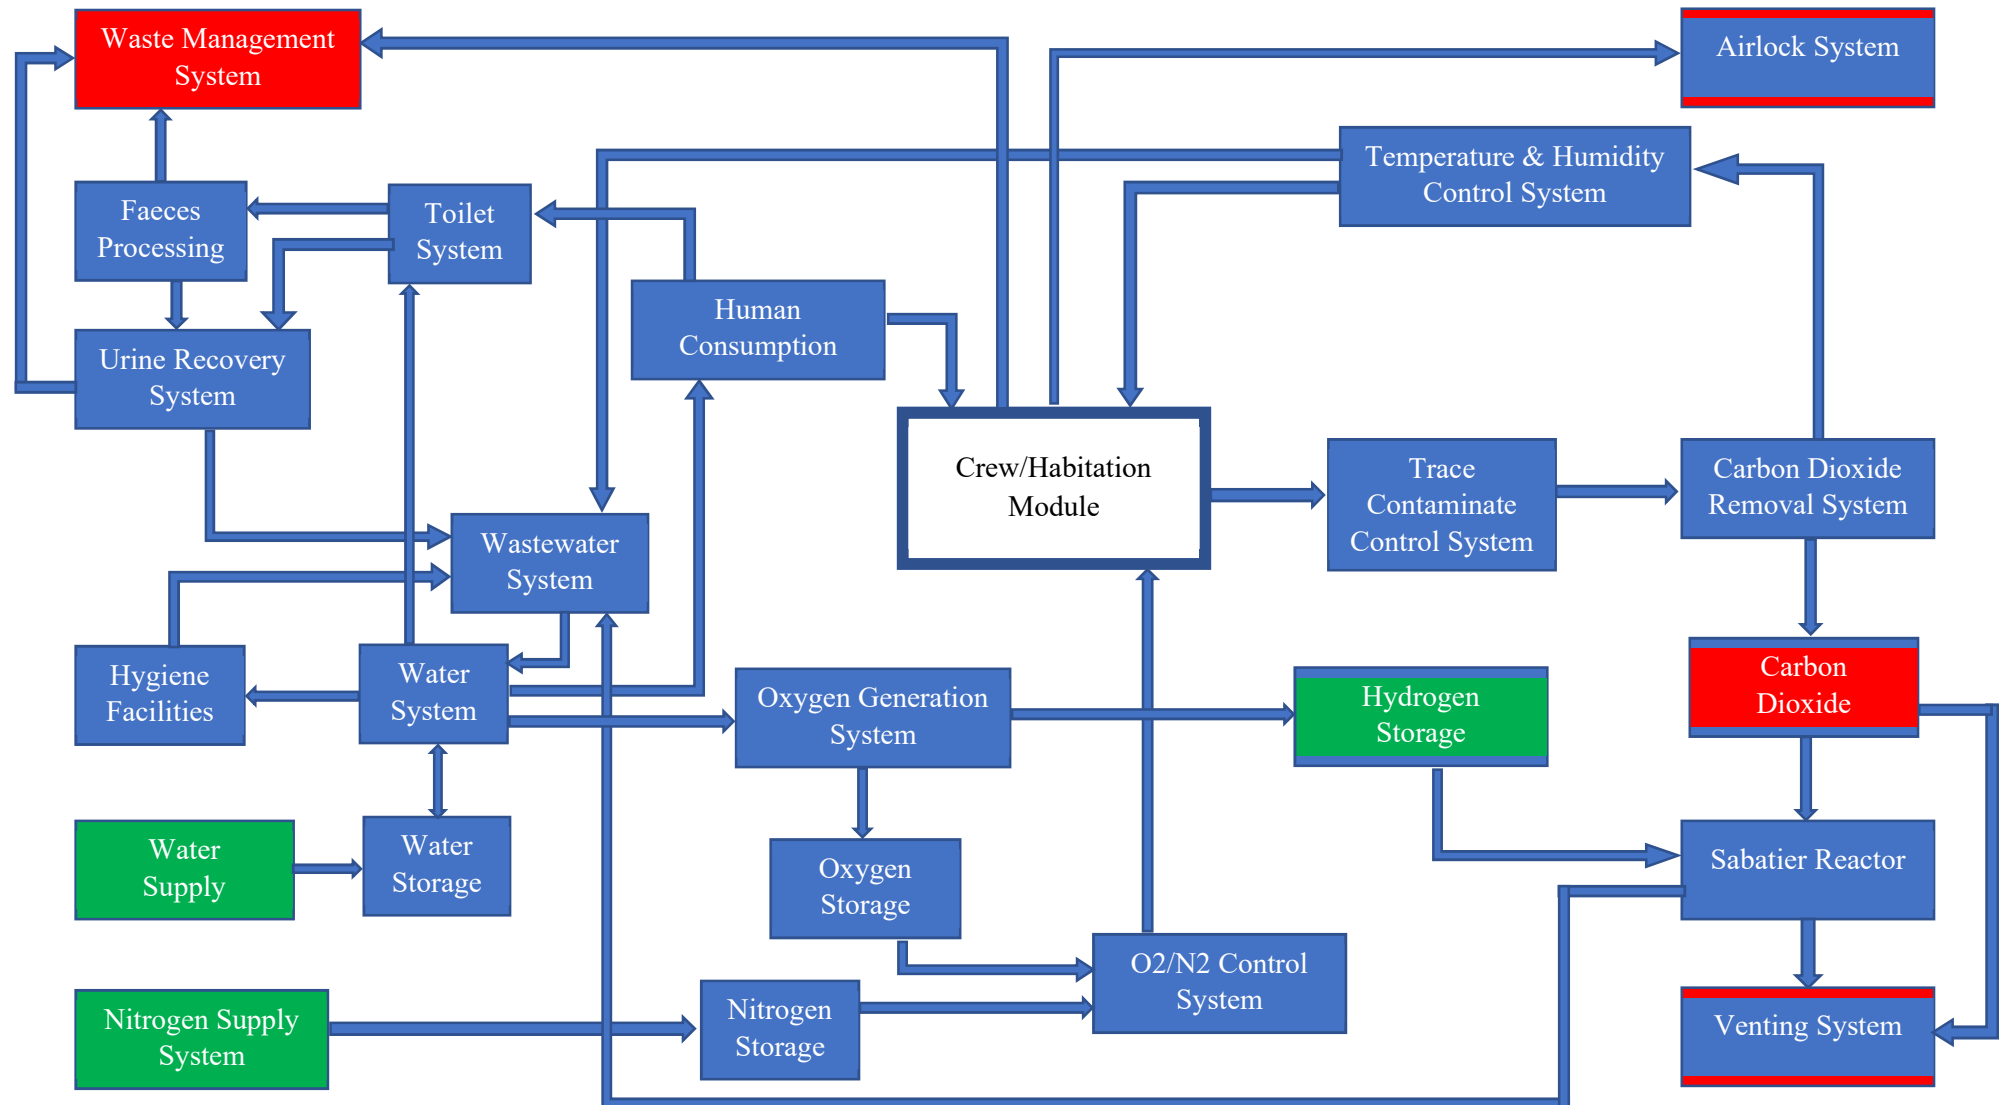 Waste Management
System
Airlock System
Temperature & Humidity
Control System
Faeces
Processing
Toilet
System
Human
Consumption
Urine Recovery
System
Crew/Habitation
Module
Trace
Contaminate
Control System
Carbon Dioxide
Removal System
Wastewater
System
Hygiene
Facilities
Water
System
Oxygen Generation
System
Hydrogen
Storage
Carbon
Dioxide
Water
Supply
Water
Storage
Oxygen
Storage
Sabatier Reactor
O2/N2 Control
System
Nitrogen Supply
System
Nitrogen
Storage
Venting System